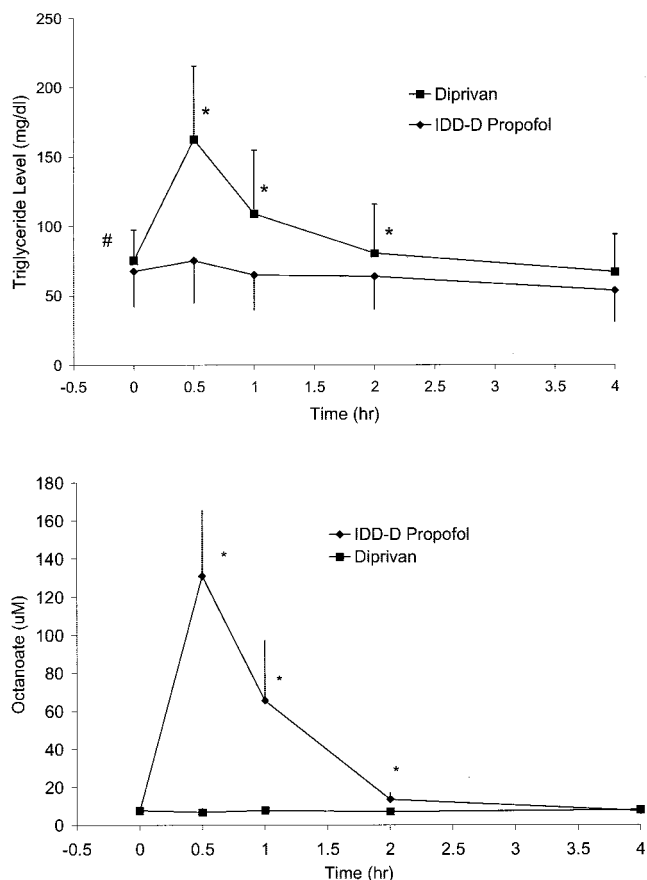 250
200
150
100
50
0
Triglyceride Level (mg/dl)
Diprivan
IDD-D Propofol
*
*
*
#
-0.5 0 0.5 1 1.5 2 2.5 3 3.5 4
Time (hr)
180
160
140
120
100
80
60
40
20
0
Octanoate (uM)
IDD-D Propofol
Diprivan
*
*
*
-0.5 0 0.5 1 1.5 2 2.5 3 3.5 4
Time (hr)